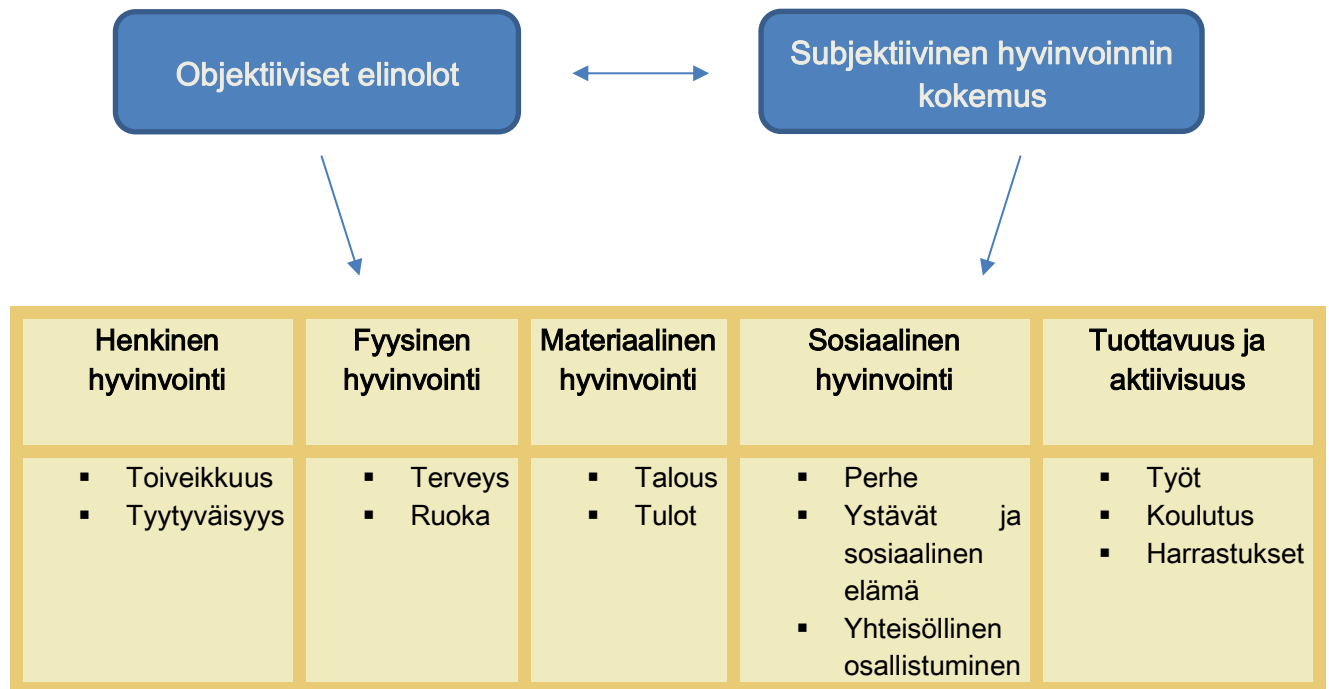 Objektiiviset elinolot
Subjektiivinen hyvinvoinnin
kokemus
Henkinen
hyvinvointi
Fyysinen
hyvinvointi
Materiaalinen
hyvinvointi
Sosiaalinen
hyvinvointi
Tuottavuus ja
aktiivisuus
▪ Toiveikkuus
▪ Tyytyväisyys
▪ Terveys
▪ Ruoka
▪ Talous
▪ Tulot
▪ Perhe
▪ Ystävät ja
sosiaalinen
elämä
▪ Yhteisöllinen
osallistuminen
▪ Työt
▪ Koulutus
▪ Harrastukset